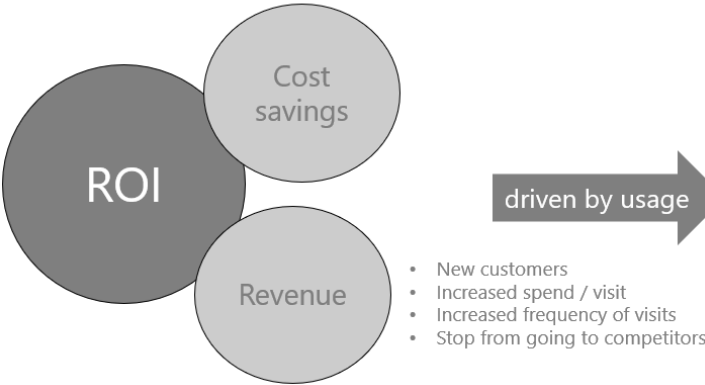 Cost
savings
ROI
driven by usage
Revenue
• New customers
• Increased spend / visit
• Increased frequency of visits
• Stop from going to competitors